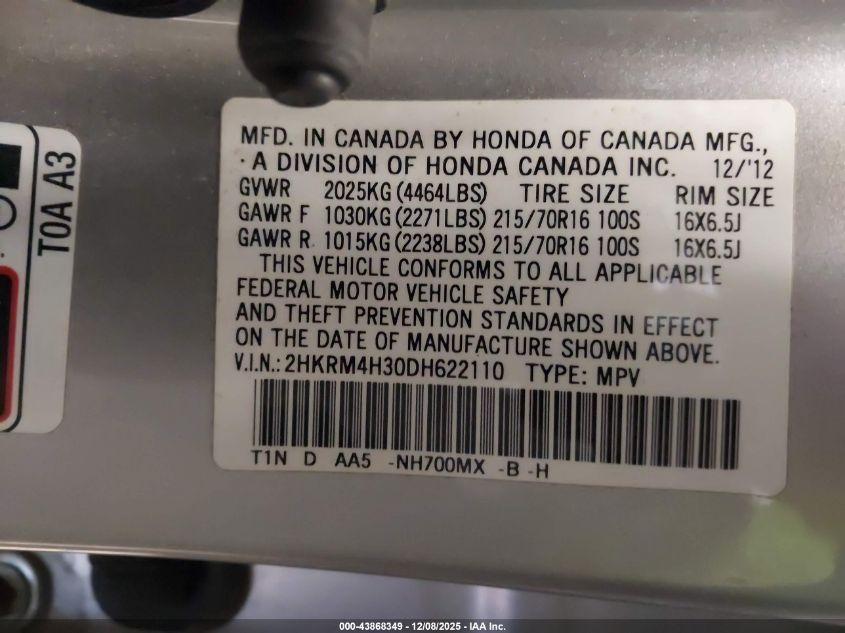 T0A A3
MFD. IN CANADA BY HONDA OF CANADA MFG.,
· A DIVISION OF HONDA CANADA INC. 12/'12
GVWR 2025KG (4464LBS) TIRE SIZE RIM SIZE
GAWR F 1030KG (2271LBS) 215/70R16 100S 16X6.5J
GAWR R 1015KG (2238LBS) 215/70R16 100S 16X6.5J
THIS VEHICLE CONFORMS TO ALL APPLICABLE
FEDERAL MOTOR VEHICLE SAFETY
AND THEFT PREVENTION STANDARDS IN EFFECT
ON THE DATE OF MANUFACTURE SHOWN ABOVE.
V.I.N.: 2HKRM4H30DH622110 TYPE: MPV
T1N D AA5 -NH700MX -B -H
000-43868349 - 12/08/2025 - IAA Inc.